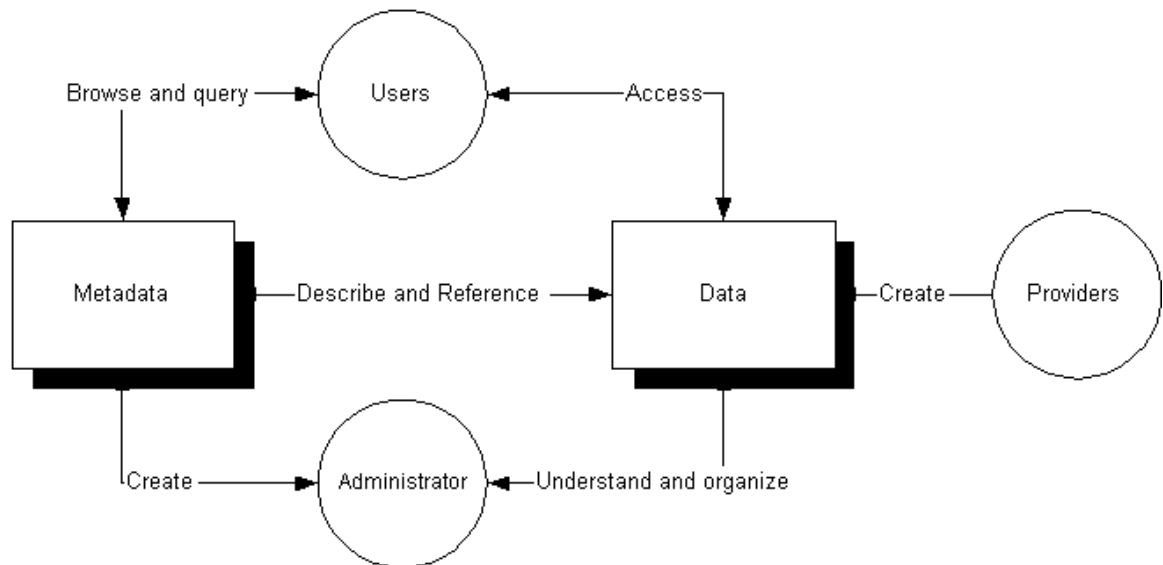 Browse and query
Users
Access
Metadata
Describe and Reference
Data
Create
Providers
Create
Administrator
Understand and organize